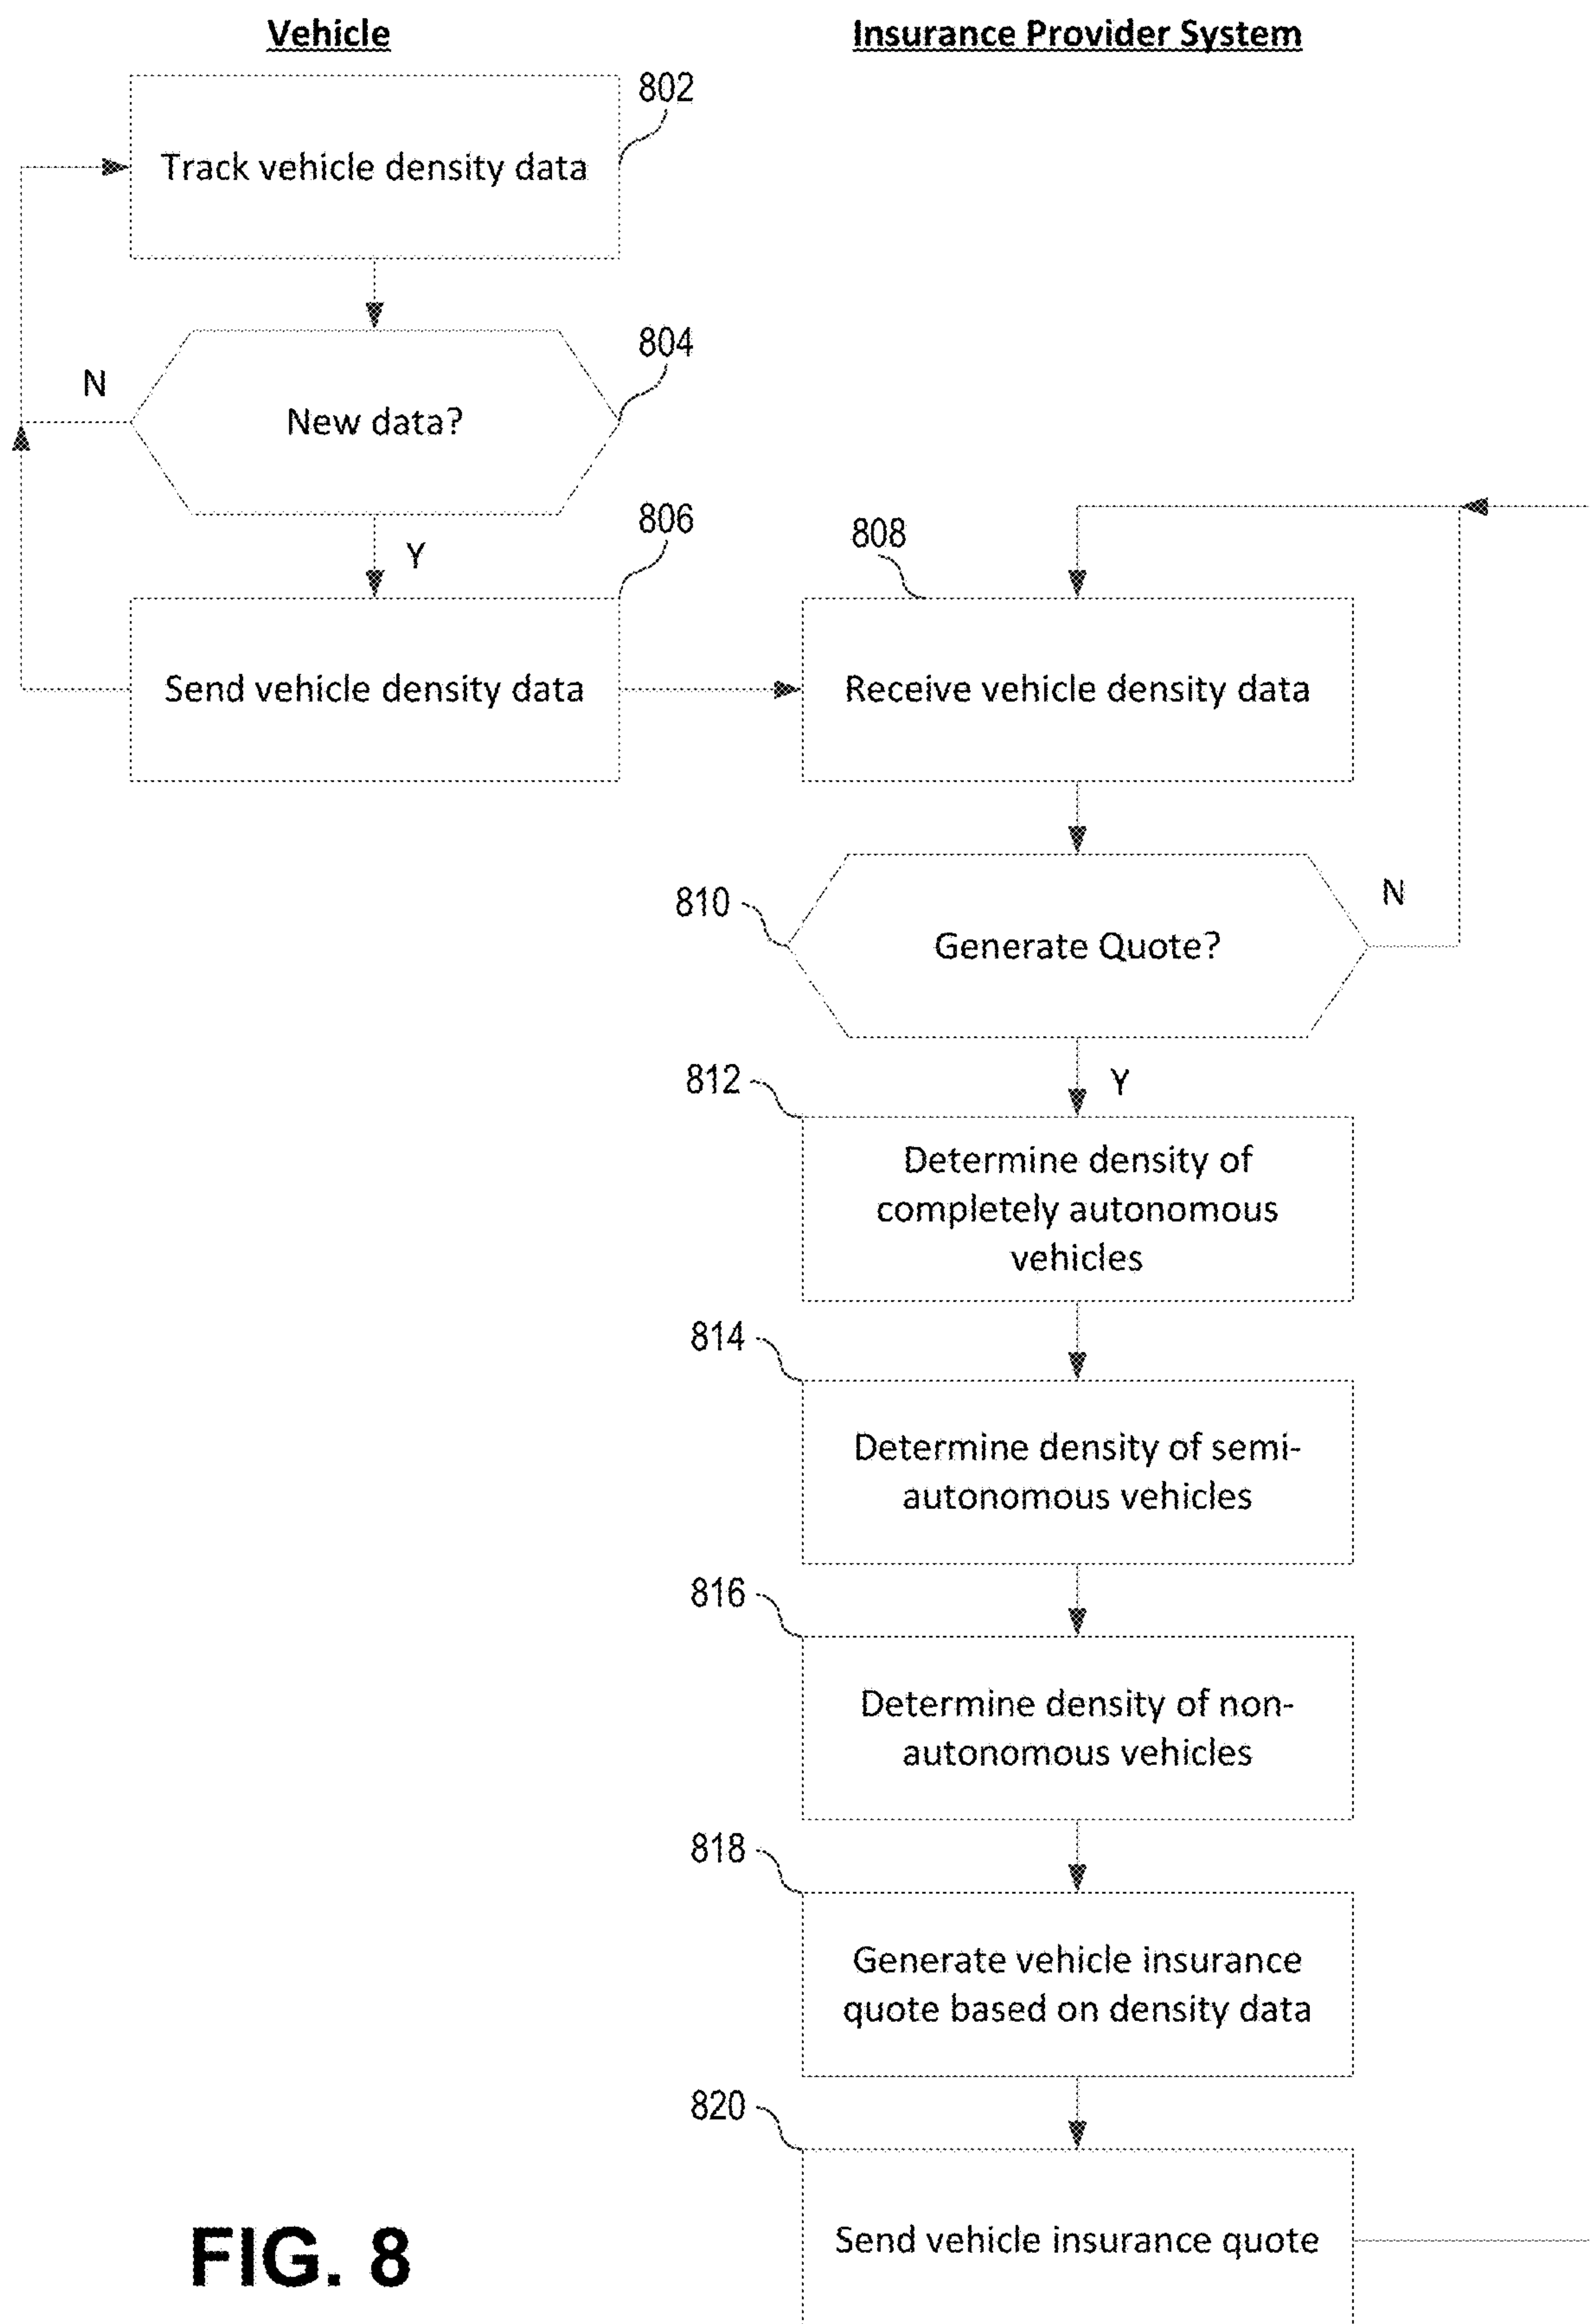 Vehicle
Insurance Provider System
802
Track vehicle density data
804
N
New data?
806
Y
808
Send vehicle density data
Receive vehicle density data
810
N
Generate Quote?
812
Y
Determine density of
completely autonomous
vehicles
814
Determine density of semi-
autonomous vehicles
816
Determine density of non-
autonomous vehicles
818
Generate vehicle insurance
quote based on density data
820
Send vehicle insurance quote
FIG. 8